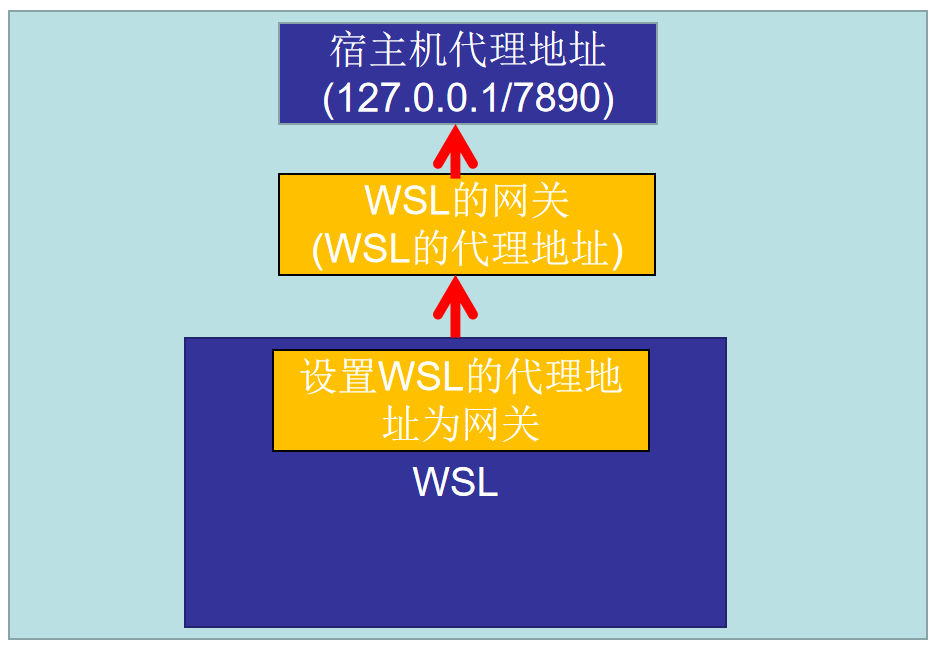 宿主机代理地址
(127.0.0.1/7890)
WSL的网关
(WSL的代理地址)
设置WSL的代理地
址为网关
WSL